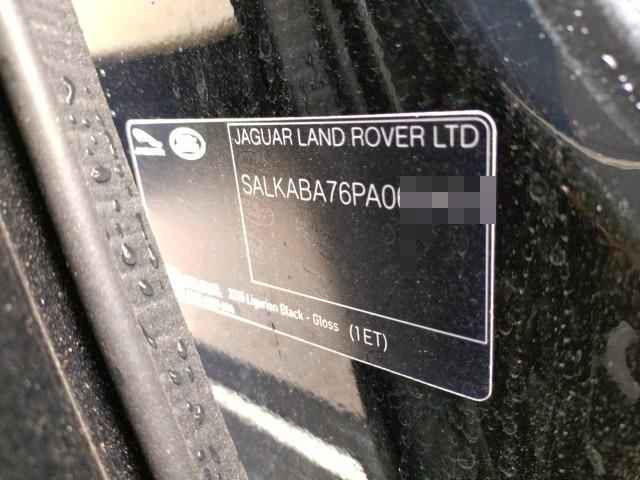 JAGUAR LAND ROVER LTD
SALKABA76PA0
2235 Ligurian Black - Gloss (1ET)